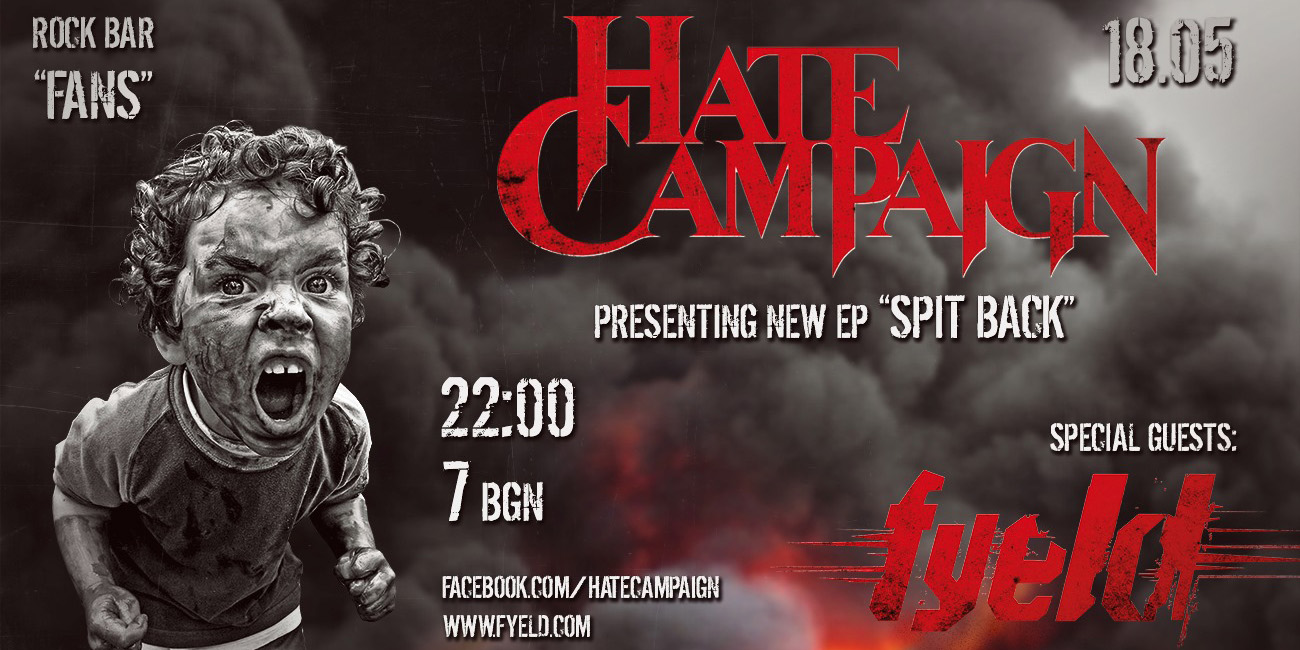 ROCK BAR
"FANS"
18.05
HATE
CAMPAIGN
PRESENTING NEW EP "SPIT BACK"
22:00
7 BGN
SPECIAL GUESTS:
fyeld
FACEBOOK.COM/HATECAMPAIGN
WWW.FYELD.COM